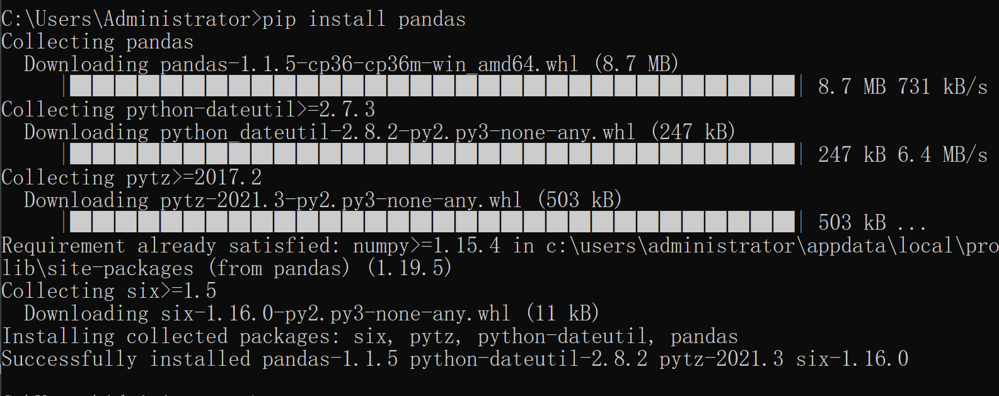 C:\Users\Administrator>pip install pandas
Collecting pandas
Downloading pandas-1.1.5-cp36-cp36m-win_amd64.whl (8.7 MB)
8.7 MB 731 kB/s
Collecting python-dateutil>=2.7.3
Downloading python_dateutil-2.8.2-py2.py3-none-any.whl (247 kB)
247 kB 6.4 MB/s
Collecting pytz>=2017.2
Downloading pytz-2021.3-py2.py3-none-any.whl (503 kB)
503 kB ...
Requirement already satisfied: numpy>=1.15.4 in c:\users\administrator\appdata\local\pro
lib\site-packages (from pandas) (1.19.5)
Collecting six>=1.5
Downloading six-1.16.0-py2.py3-none-any.whl (11 kB)
Installing collected packages: six, pytz, python-dateutil, pandas
Successfully installed pandas-1.1.5 python-dateutil-2.8.2 pytz-2021.3 six-1.16.0